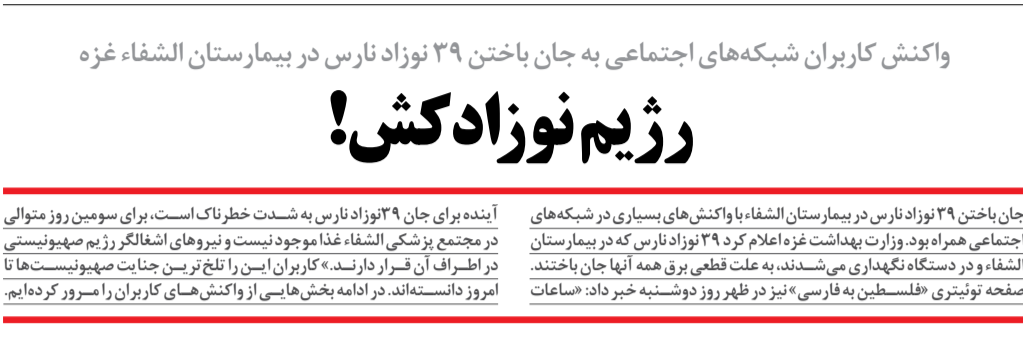 واکنش کاربران شبکه‌های اجتماعی به جان باختن ۳۹ نوزاد نارس در بیمارستان الشفاء غزه
رژیم نوزادکش!
جان باختن ۳۹ نوزاد نارس در بیمارستان الشفاء با واکنش‌های بسیاری در شبکه‌های
اجتماعی همراه بود. وزارت بهداشت غزه اعلام کرد ۳۹ نوزاد نارس که در بیمارستان
الشفاء و در دستگاه نگهداری می‌شدند، به علت قطعی برق همه آنها جان باختند.
صفحه توئیتری «فلسطین به فارسی» نیز در ظهر روز دوشنبه خبر داد: «ساعات
آینده برای جان ۳۹نوزاد نارس به شدت خطرناک است، برای سومین روز متوالی
در مجتمع پزشکی الشفاء غذا موجود نیست و نیروهای اشغالگر رژیم صهیونیستی
در اطراف آن قرار دارند.» کاربران این را تلخ‌ترین جنایت صهیونیست‌ها تا
امروز دانسته‌اند. در ادامه بخش‌هایی از واکنش‌های کاربران را مرور کرده‌ایم.